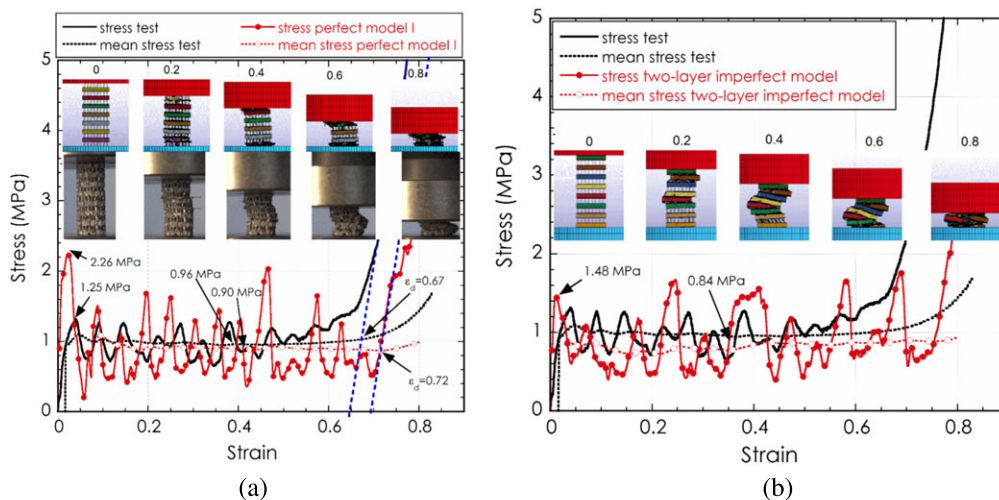 (a)
stress test
mean stress test
stress perfect model I
mean stress perfect model I
5
4
3
2
1
0
Stress (MPa)
0 0.2 0.4 0.6 0.8
2.26 MPa
1.25 MPa
0.96 MPa
0.90 MPa
εd=0.67
εd=0.72
0 0.2 0.4 0.6 0.8
Strain
(a)
(b)
stress test
mean stress test
stress two-layer imperfect model
mean stress two-layer imperfect model
5
4
3
2
1
0
Stress (MPa)
0 0.2 0.4 0.6 0.8
1.48 MPa
0.84 MPa
0 0.2 0.4 0.6 0.8
Strain
(b)